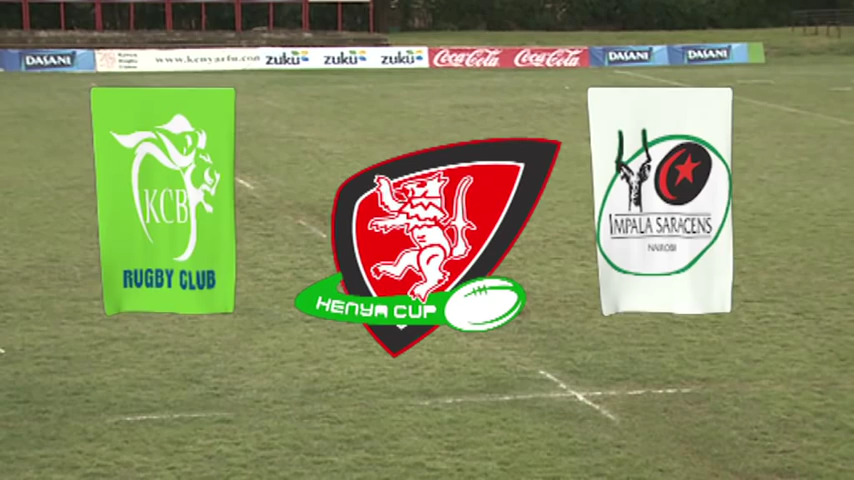 DASANI
www.kenyarfu.com
zuku
zuku
zuku
Coca-Cola
Coca-Cola
DASANI
DASANI
KCB
RUGBY CLUB
KENYA CUP
IMPALA SARACENS
NAIROBI